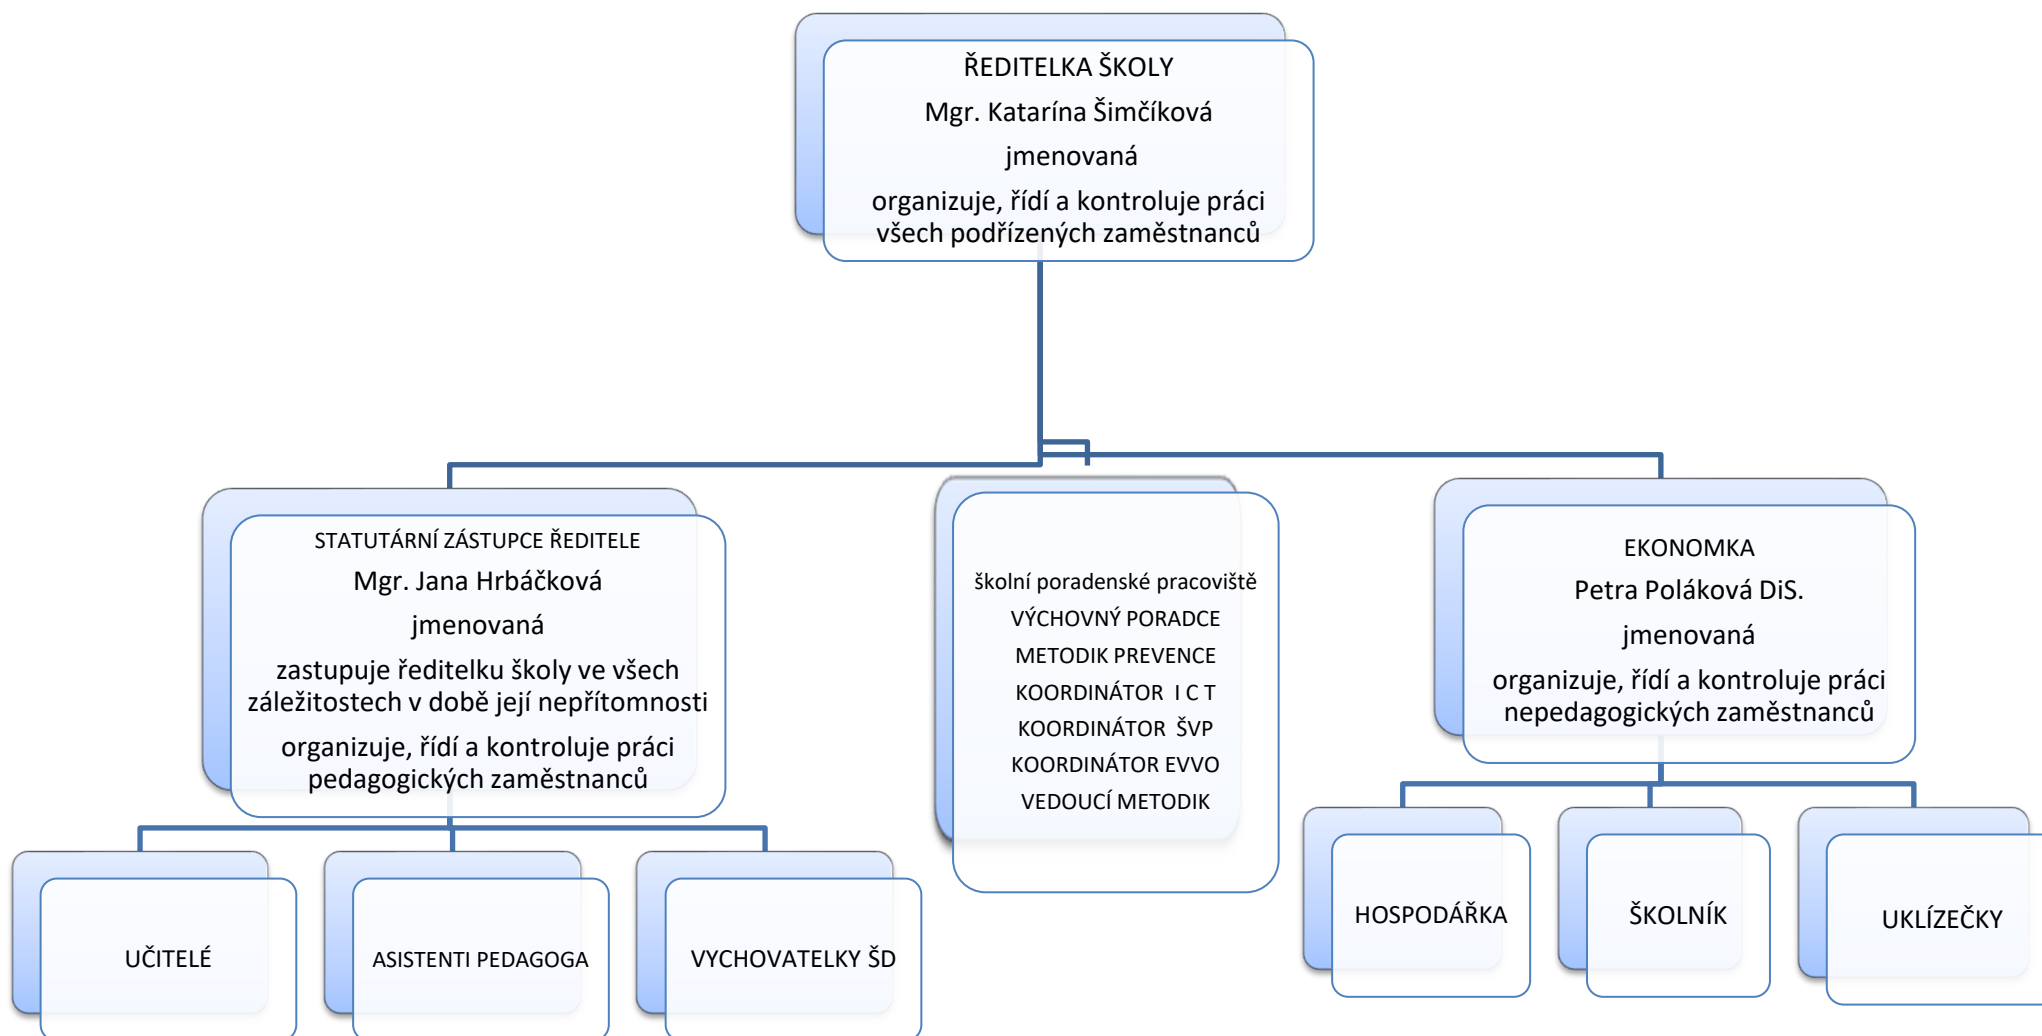 ŘEDITELKA ŠKOLY
Mgr. Katarína Šimčíková
jmenovaná
organizuje, řídí a kontroluje práci
všech podřízených zaměstnanců
STATUTÁRNÍ ZÁSTUPCE ŘEDITELE
Mgr. Jana Hrbáčková
jmenovaná
zastupuje ředitelku školy ve všech
záležitostech v době její nepřítomnosti
organizuje, řídí a kontroluje práci
pedagogických zaměstnanců
školní poradenské pracoviště
VÝCHOVNÝ PORADCE
METODIK PREVENCE
KOORDINÁTOR I C T
KOORDINÁTOR ŠVP
KOORDINÁTOR EVVO
VEDOUCÍ METODIK
EKONOMKA
Petra Poláková DiS.
jmenovaná
organizuje, řídí a kontroluje práci
nepedagogických zaměstnanců
UČITELÉ
ASISTENTI PEDAGOGA
VYCHOVATELKY ŠD
HOSPODÁŘKA
ŠKOLNÍK
UKLÍZEČKY